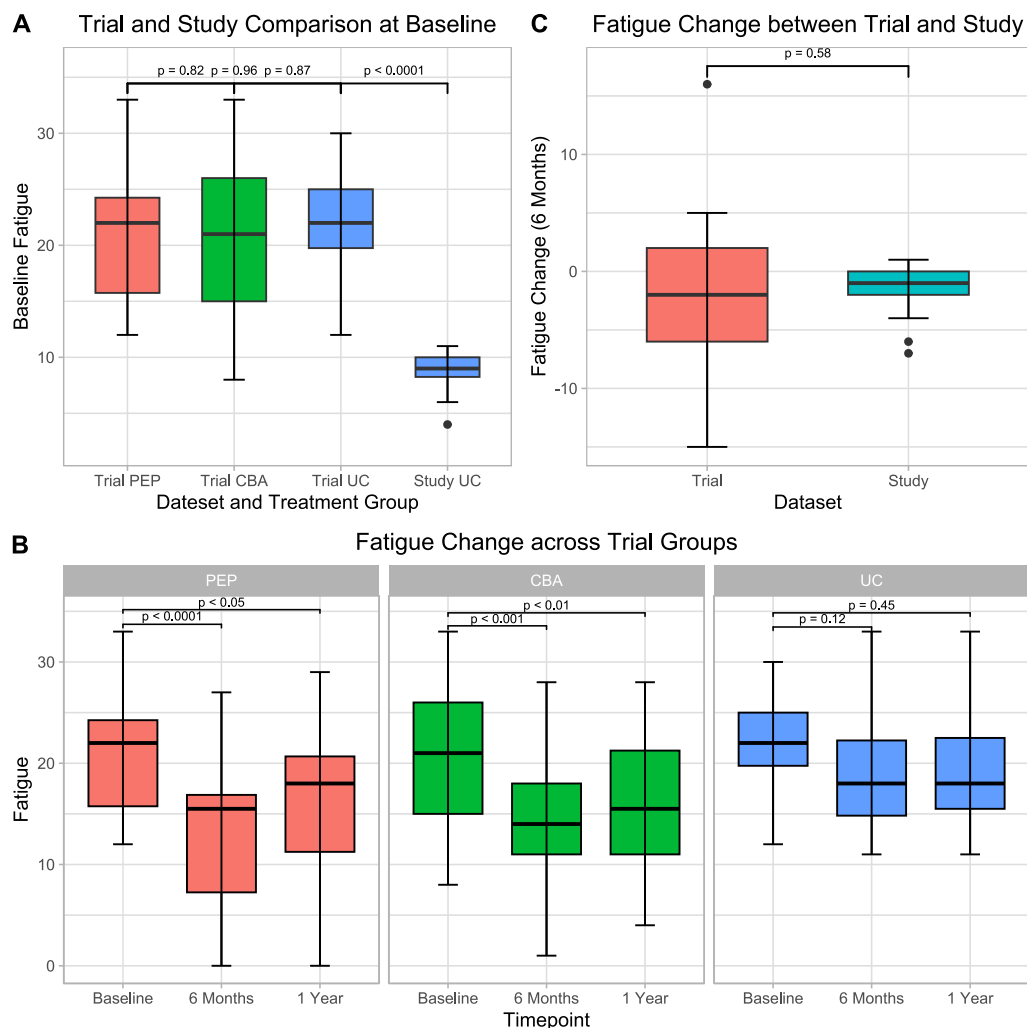 A
Trial and Study Comparison at Baseline
p = 0.82 p = 0.96 p = 0.87 p < 0.0001
30
20
10
Baseline Fatigue
Trial PEP Trial CBA Trial UC Study UC
Dateset and Treatment Group
C
Fatigue Change between Trial and Study
p = 0.58
10
0
-10
Fatigue Change (6 Months)
Trial Study
Dataset
B
Fatigue Change across Trial Groups
PEP CBA UC
p < 0.05
p < 0.0001
p < 0.01
p < 0.001
p = 0.45
p = 0.12
30
20
10
0
Fatigue
Baseline 6 Months 1 Year Baseline 6 Months 1 Year Baseline 6 Months 1 Year
Timepoint